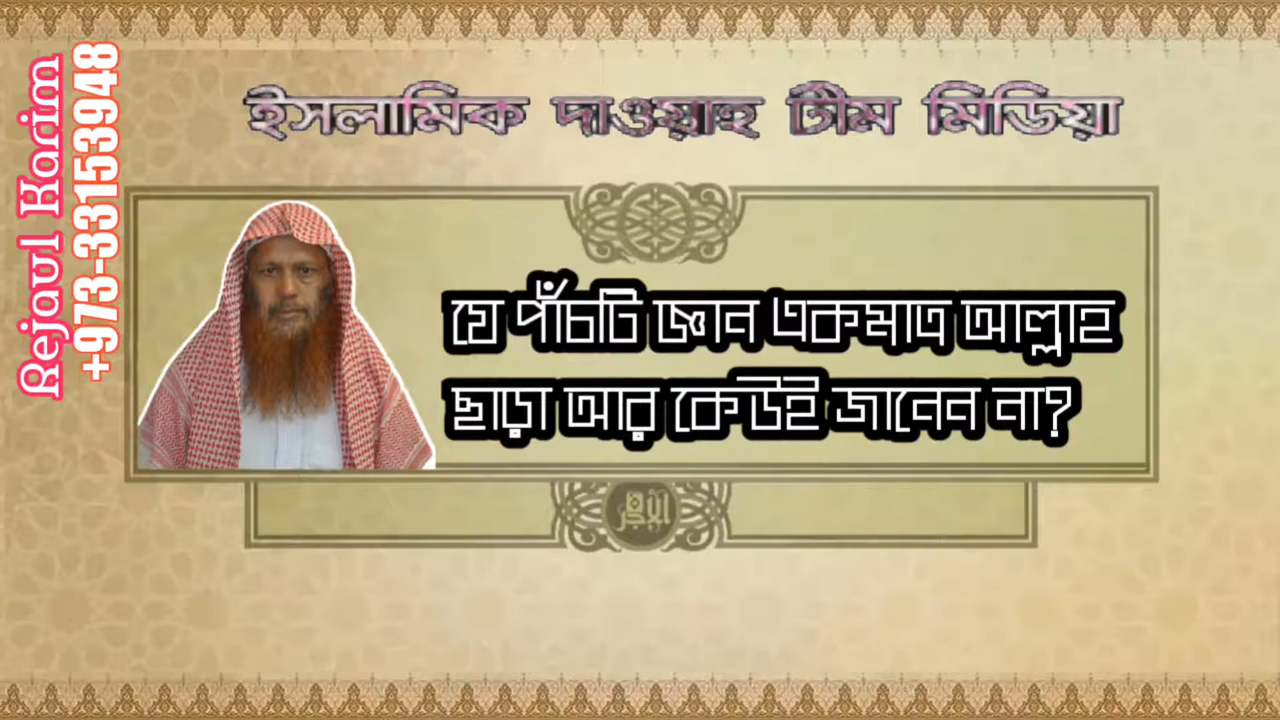 ইসলামিক দাওয়াহ টীম মিডিয়া
Rejaul Karim
+973-33153948
যে পাঁচটি জ্ঞান একমাত্র আল্লাহ
ছাড়া আর কেউই জানেন না?